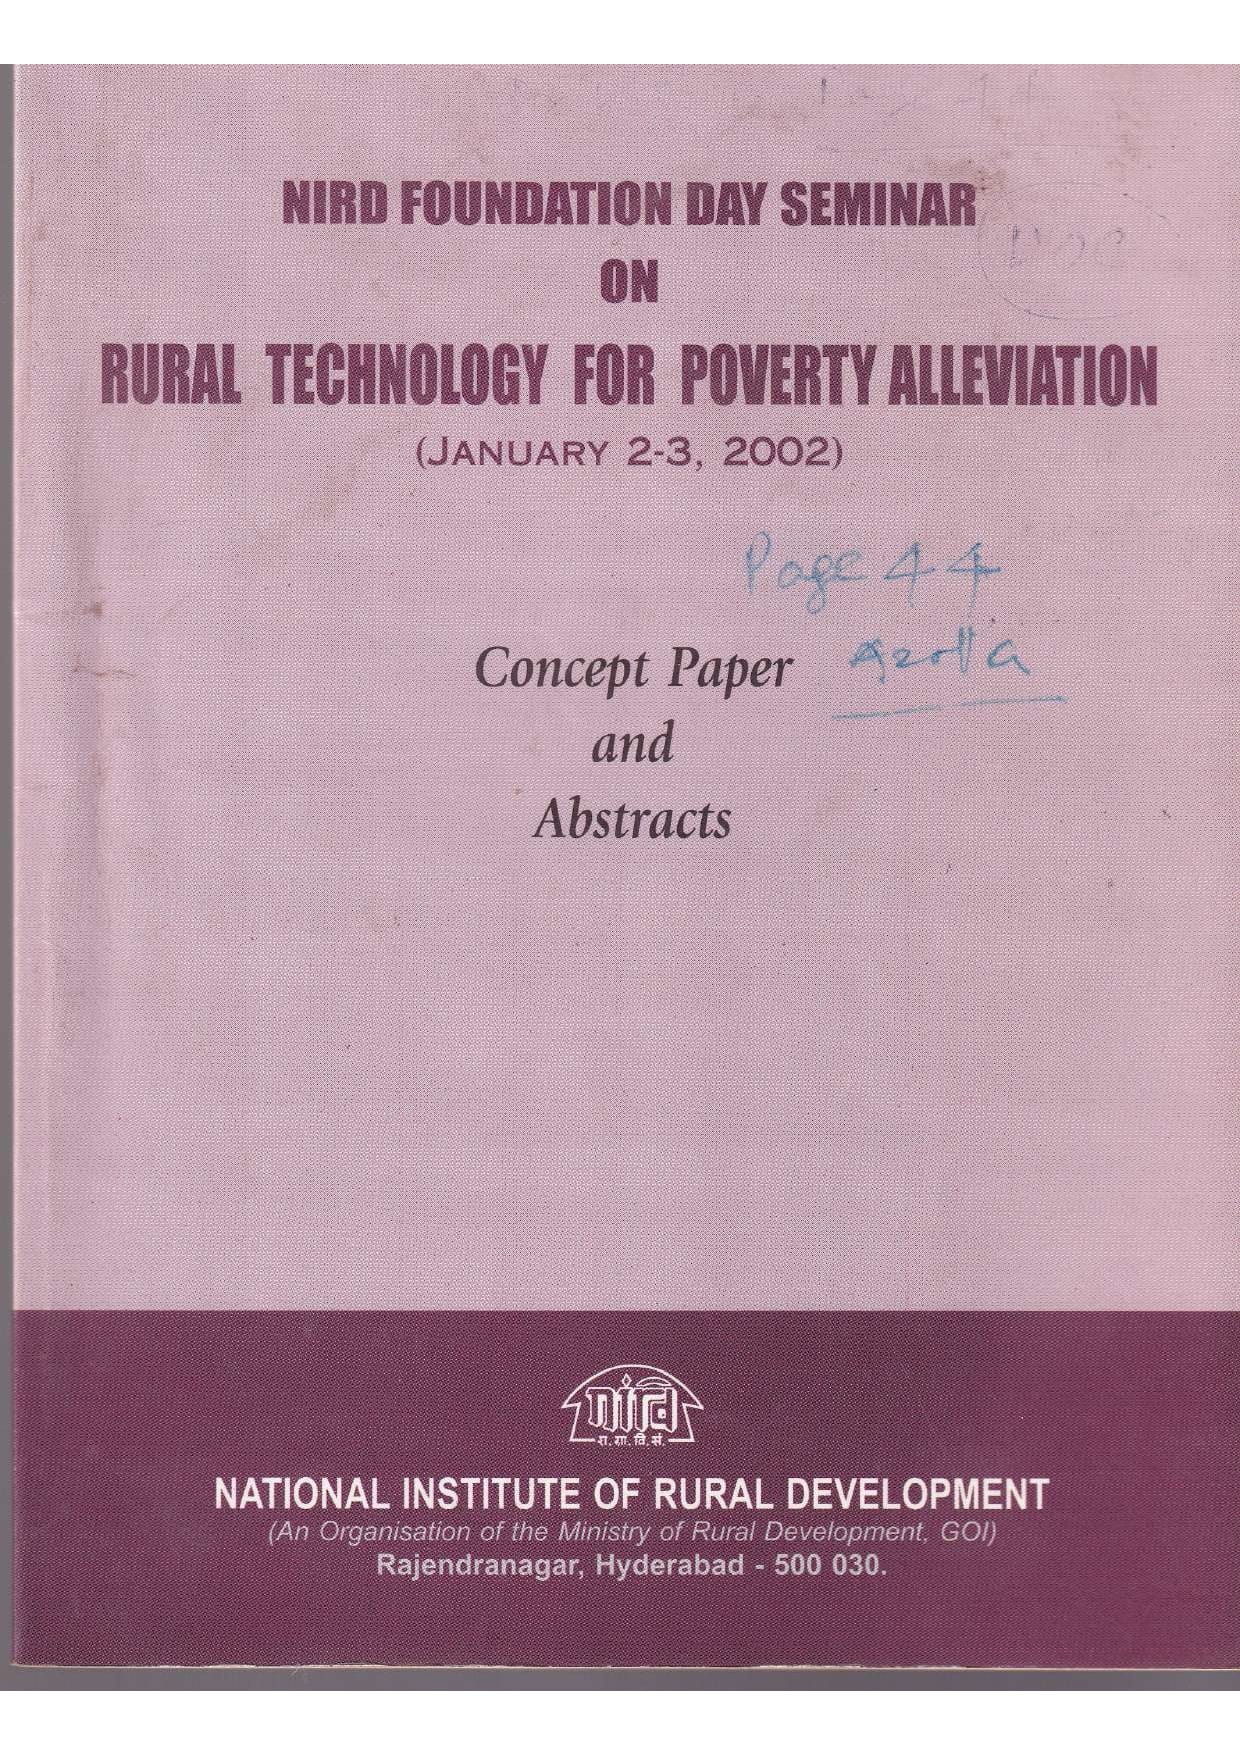 NIRD FOUNDATION DAY SEMINAR
ON
RURAL TECHNOLOGY FOR POVERTY ALLEVIATION
(JANUARY 2-3, 2002)
Page 44
Azolla
Concept Paper
and
Abstracts
रा.ग्रा.वि.सं.
NATIONAL INSTITUTE OF RURAL DEVELOPMENT
(An Organisation of the Ministry of Rural Development, GOI)
Rajendranagar, Hyderabad - 500 030.